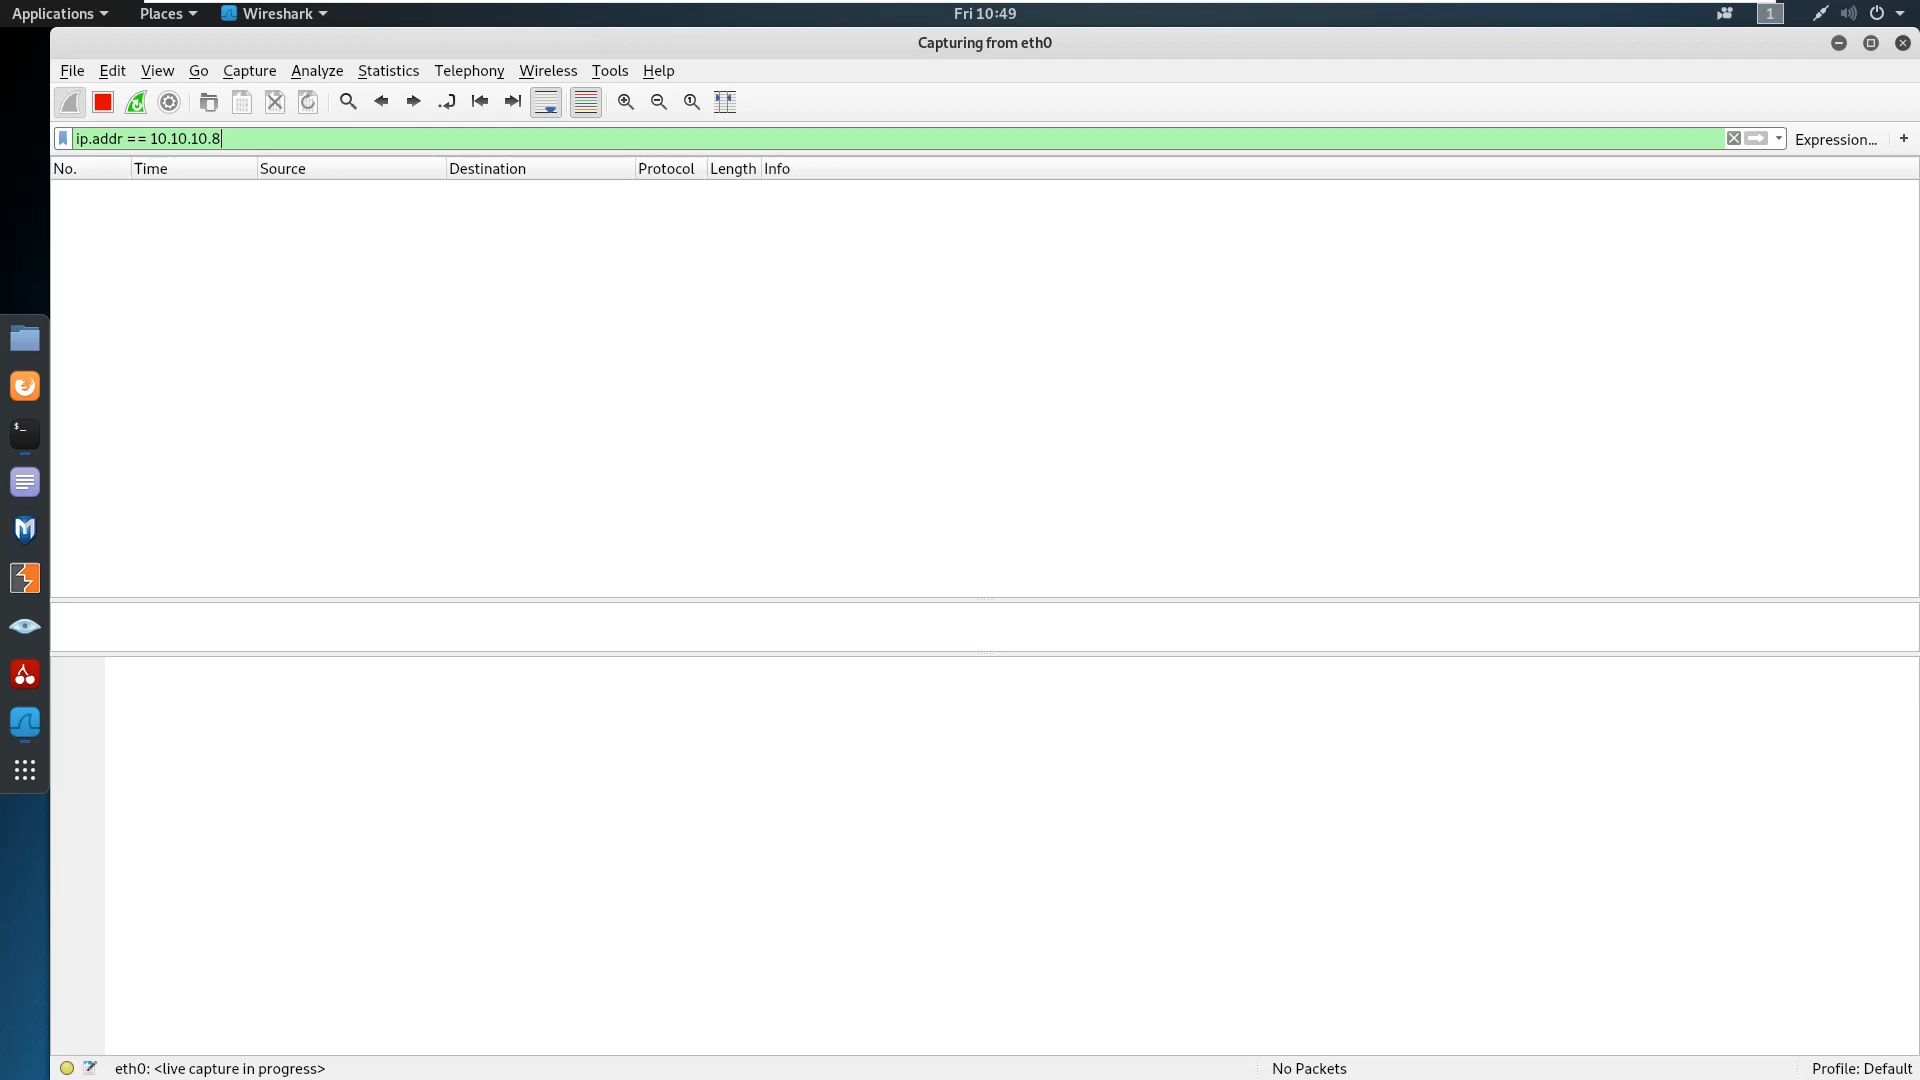 Applications Places Wireshark Fri 10:49 1
Capturing from eth0
File Edit View Go Capture Analyze Statistics Telephony Wireless Tools Help
ip.addr == 10.10.10.8 Expression... +
No. Time Source Destination Protocol Length Info
eth0: <live capture in progress> No Packets Profile: Default